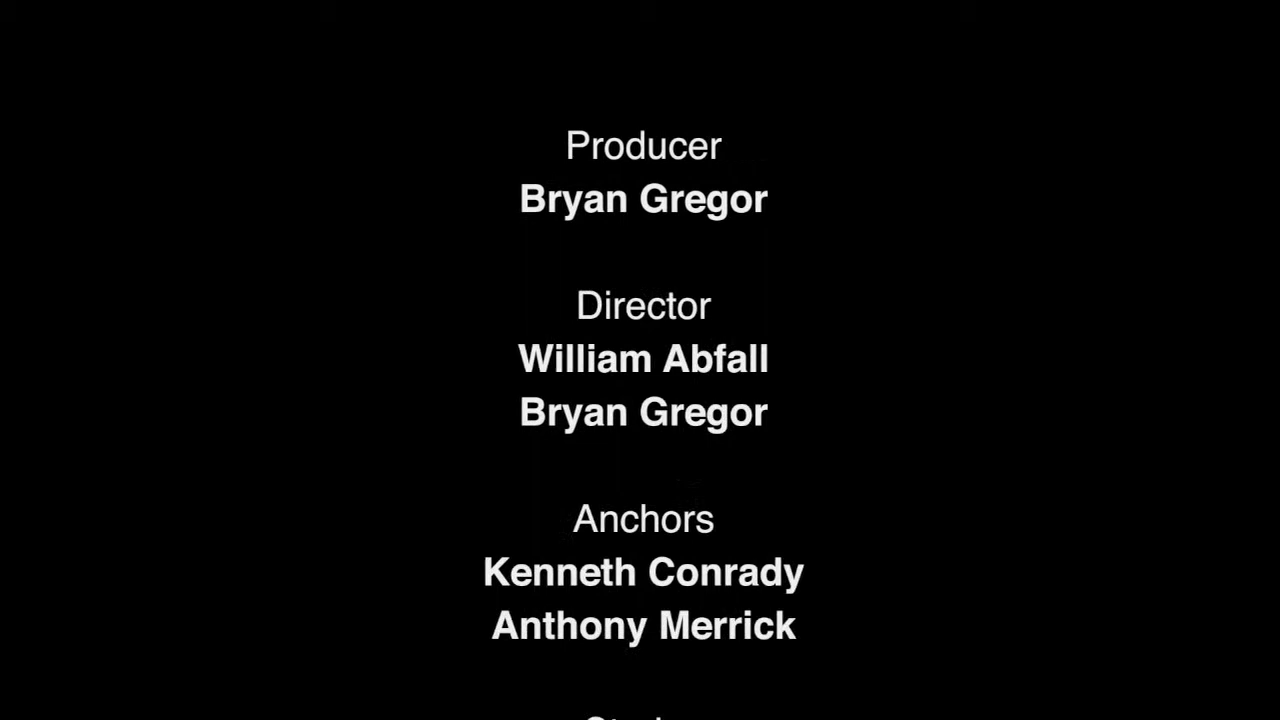 Producer
Bryan Gregor
Director
William Abfall
Bryan Gregor
Anchors
Kenneth Conrady
Anthony Merrick